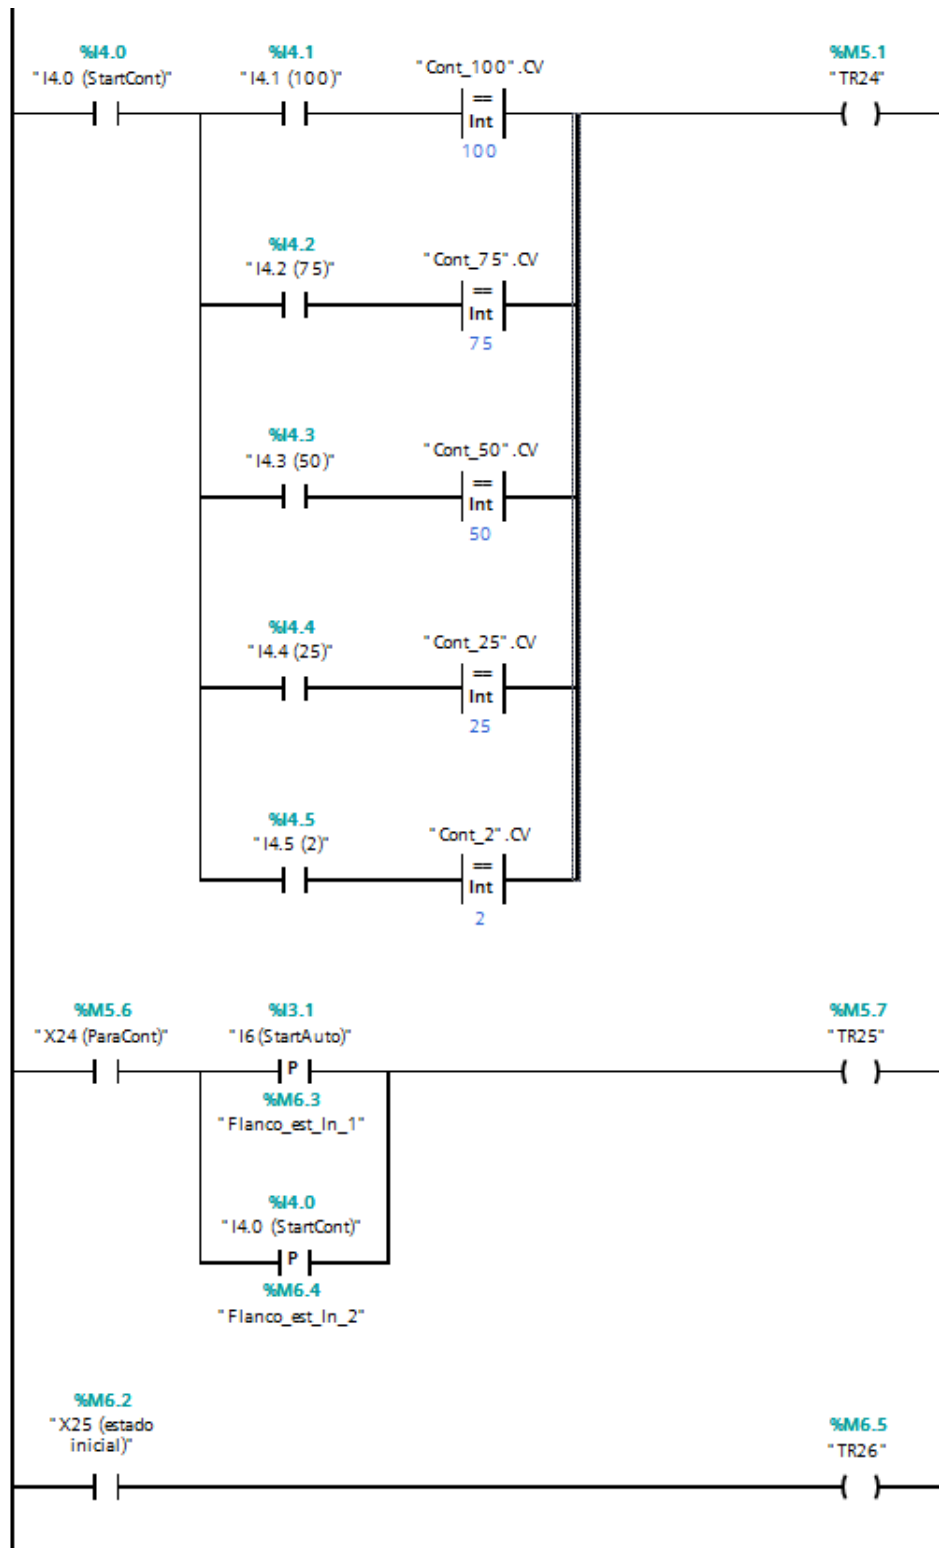 %I4.0 %I4.1 "Cont_100".CV %M5.1
"I4.0 (StartCont)" "I4.1 (100)" "TR24"
==
Int
100
%I4.2 "Cont_75".CV
"I4.2 (75)"
==
Int
75
%I4.3 "Cont_50".CV
"I4.3 (50)"
==
Int
50
%I4.4 "Cont_25".CV
"I4.4 (25)"
==
Int
25
%I4.5 "Cont_2".CV
"I4.5 (2)"
==
Int
2
%M5.6 %I3.1 %M5.7
"X24 (ParaCont)" "I6(StartAuto)" "TR25"
P
%M6.3
"Flanco_est_In_1"
%I4.0
"I4.0 (StartCont)"
P
%M6.4
"Flanco_est_In_2"
%M6.2
"X25 (estado
inicial)"
%M6.5
"TR26"